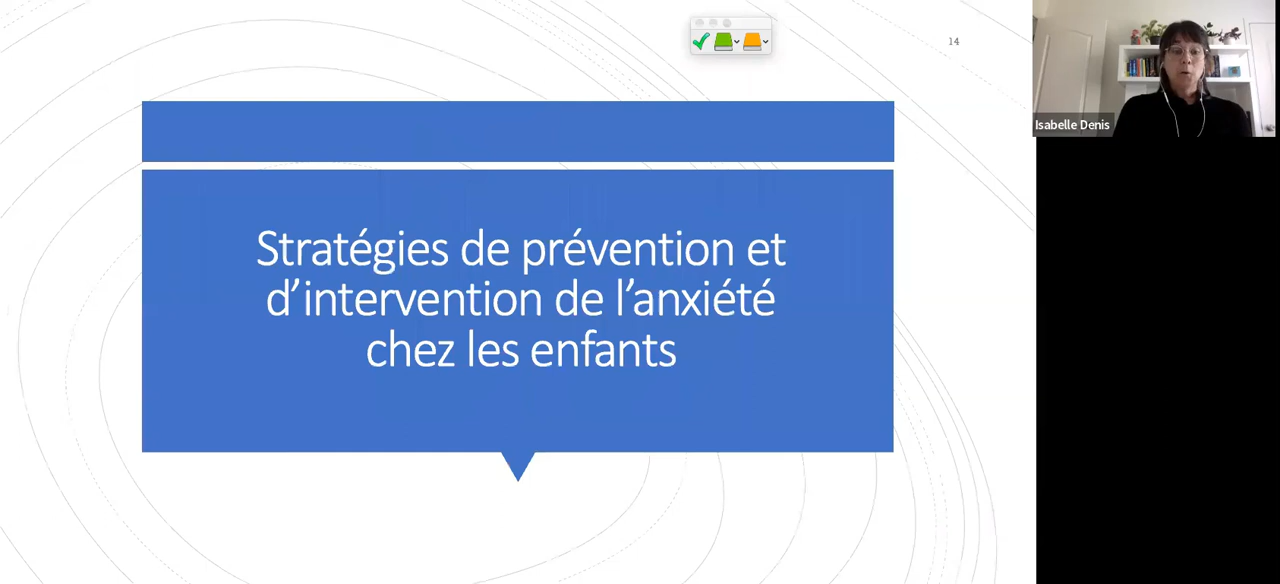 14
Stratégies de prévention et
d’intervention de l’anxiété
chez les enfants
Isabelle Denis